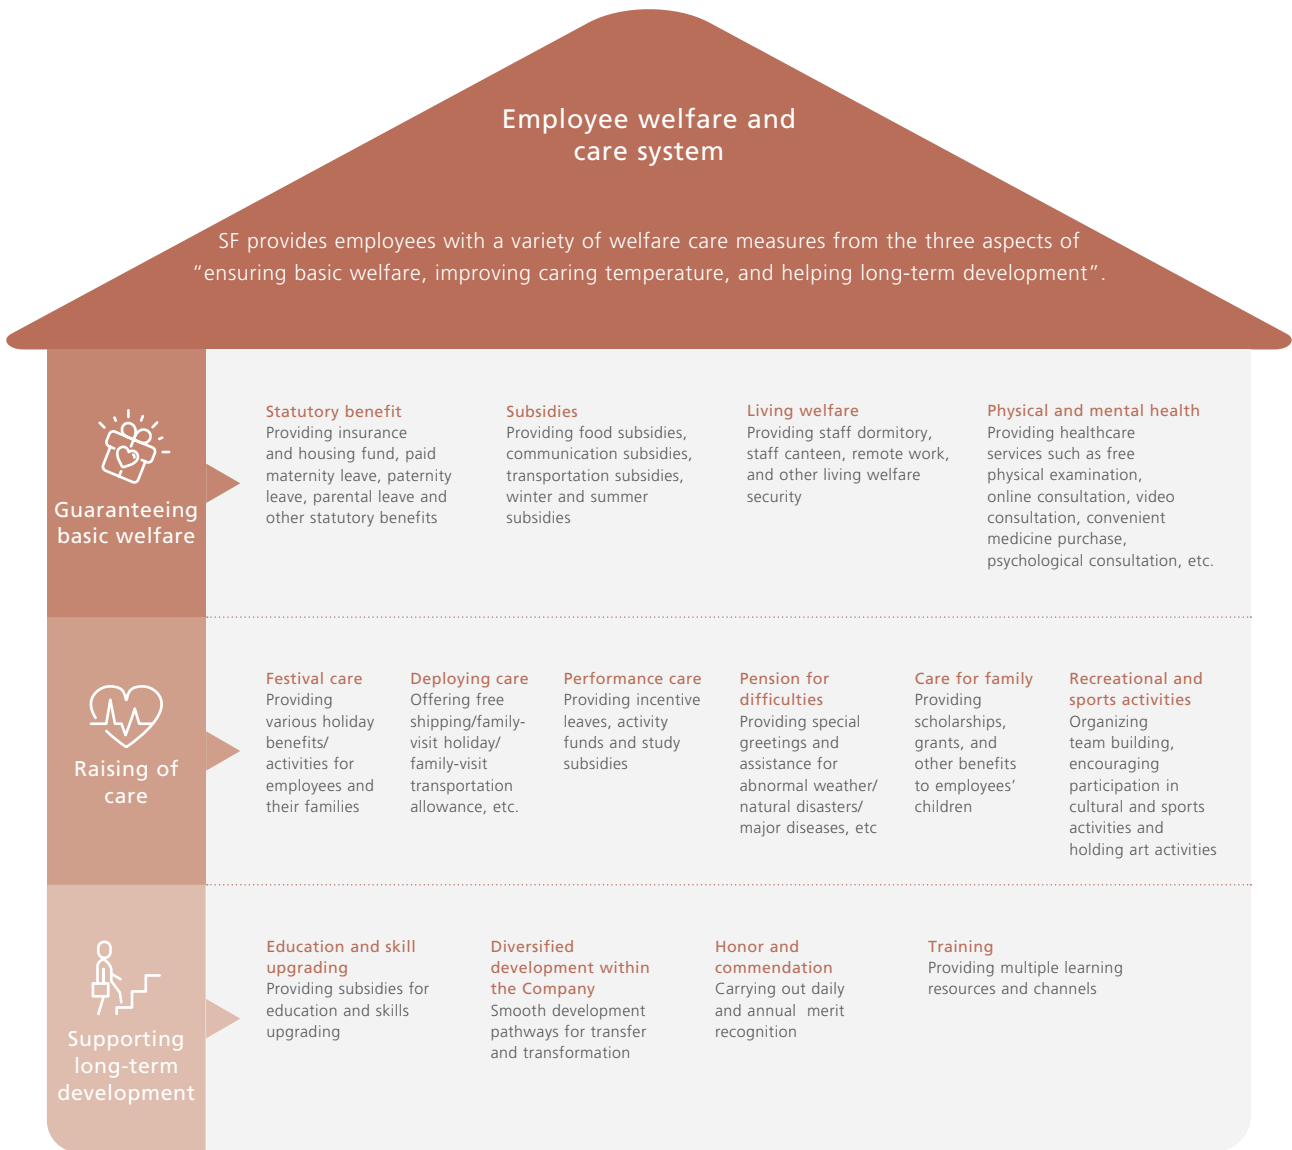 Employee welfare and
care system
SF provides employees with a variety of welfare care measures from the three aspects of
“ensuring basic welfare, improving caring temperature, and helping long-term development”.
Guaranteeing
basic welfare
Statutory benefit
Providing insurance
and housing fund, paid
maternity leave, paternity
leave, parental leave and
other statutory benefits
Subsidies
Providing food subsidies,
communication subsidies,
transportation subsidies,
winter and summer
subsidies
Living welfare
Providing staff dormitory,
staff canteen, remote work,
and other living welfare
security
Physical and mental health
Providing healthcare
services such as free
physical examination,
online consultation, video
consultation, convenient
medicine purchase,
psychological consultation, etc.
Raising of
care
Festival care
Providing
various holiday
benefits/
activities for
employees and
their families
Deploying care
Offering free
shipping/family-
visit holiday/
family-visit
transportation
allowance, etc.
Performance care
Providing incentive
leaves, activity
funds and study
subsidies
Pension for
difficulties
Providing special
greetings and
assistance for
abnormal weather/
natural disasters/
major diseases, etc
Care for family
Providing
scholarships,
grants, and
other benefits
to employees’
children
Recreational and
sports activities
Organizing
team building,
encouraging
participation in
cultural and sports
activities and
holding art activities
Supporting
long-term
development
Education and skill
upgrading
Providing subsidies for
education and skills
upgrading
Diversified
development within
the Company
Smooth development
pathways for transfer
and transformation
Honor and
commendation
Carrying out daily
and annual  merit
recognition
Training
Providing multiple learning
resources and channels